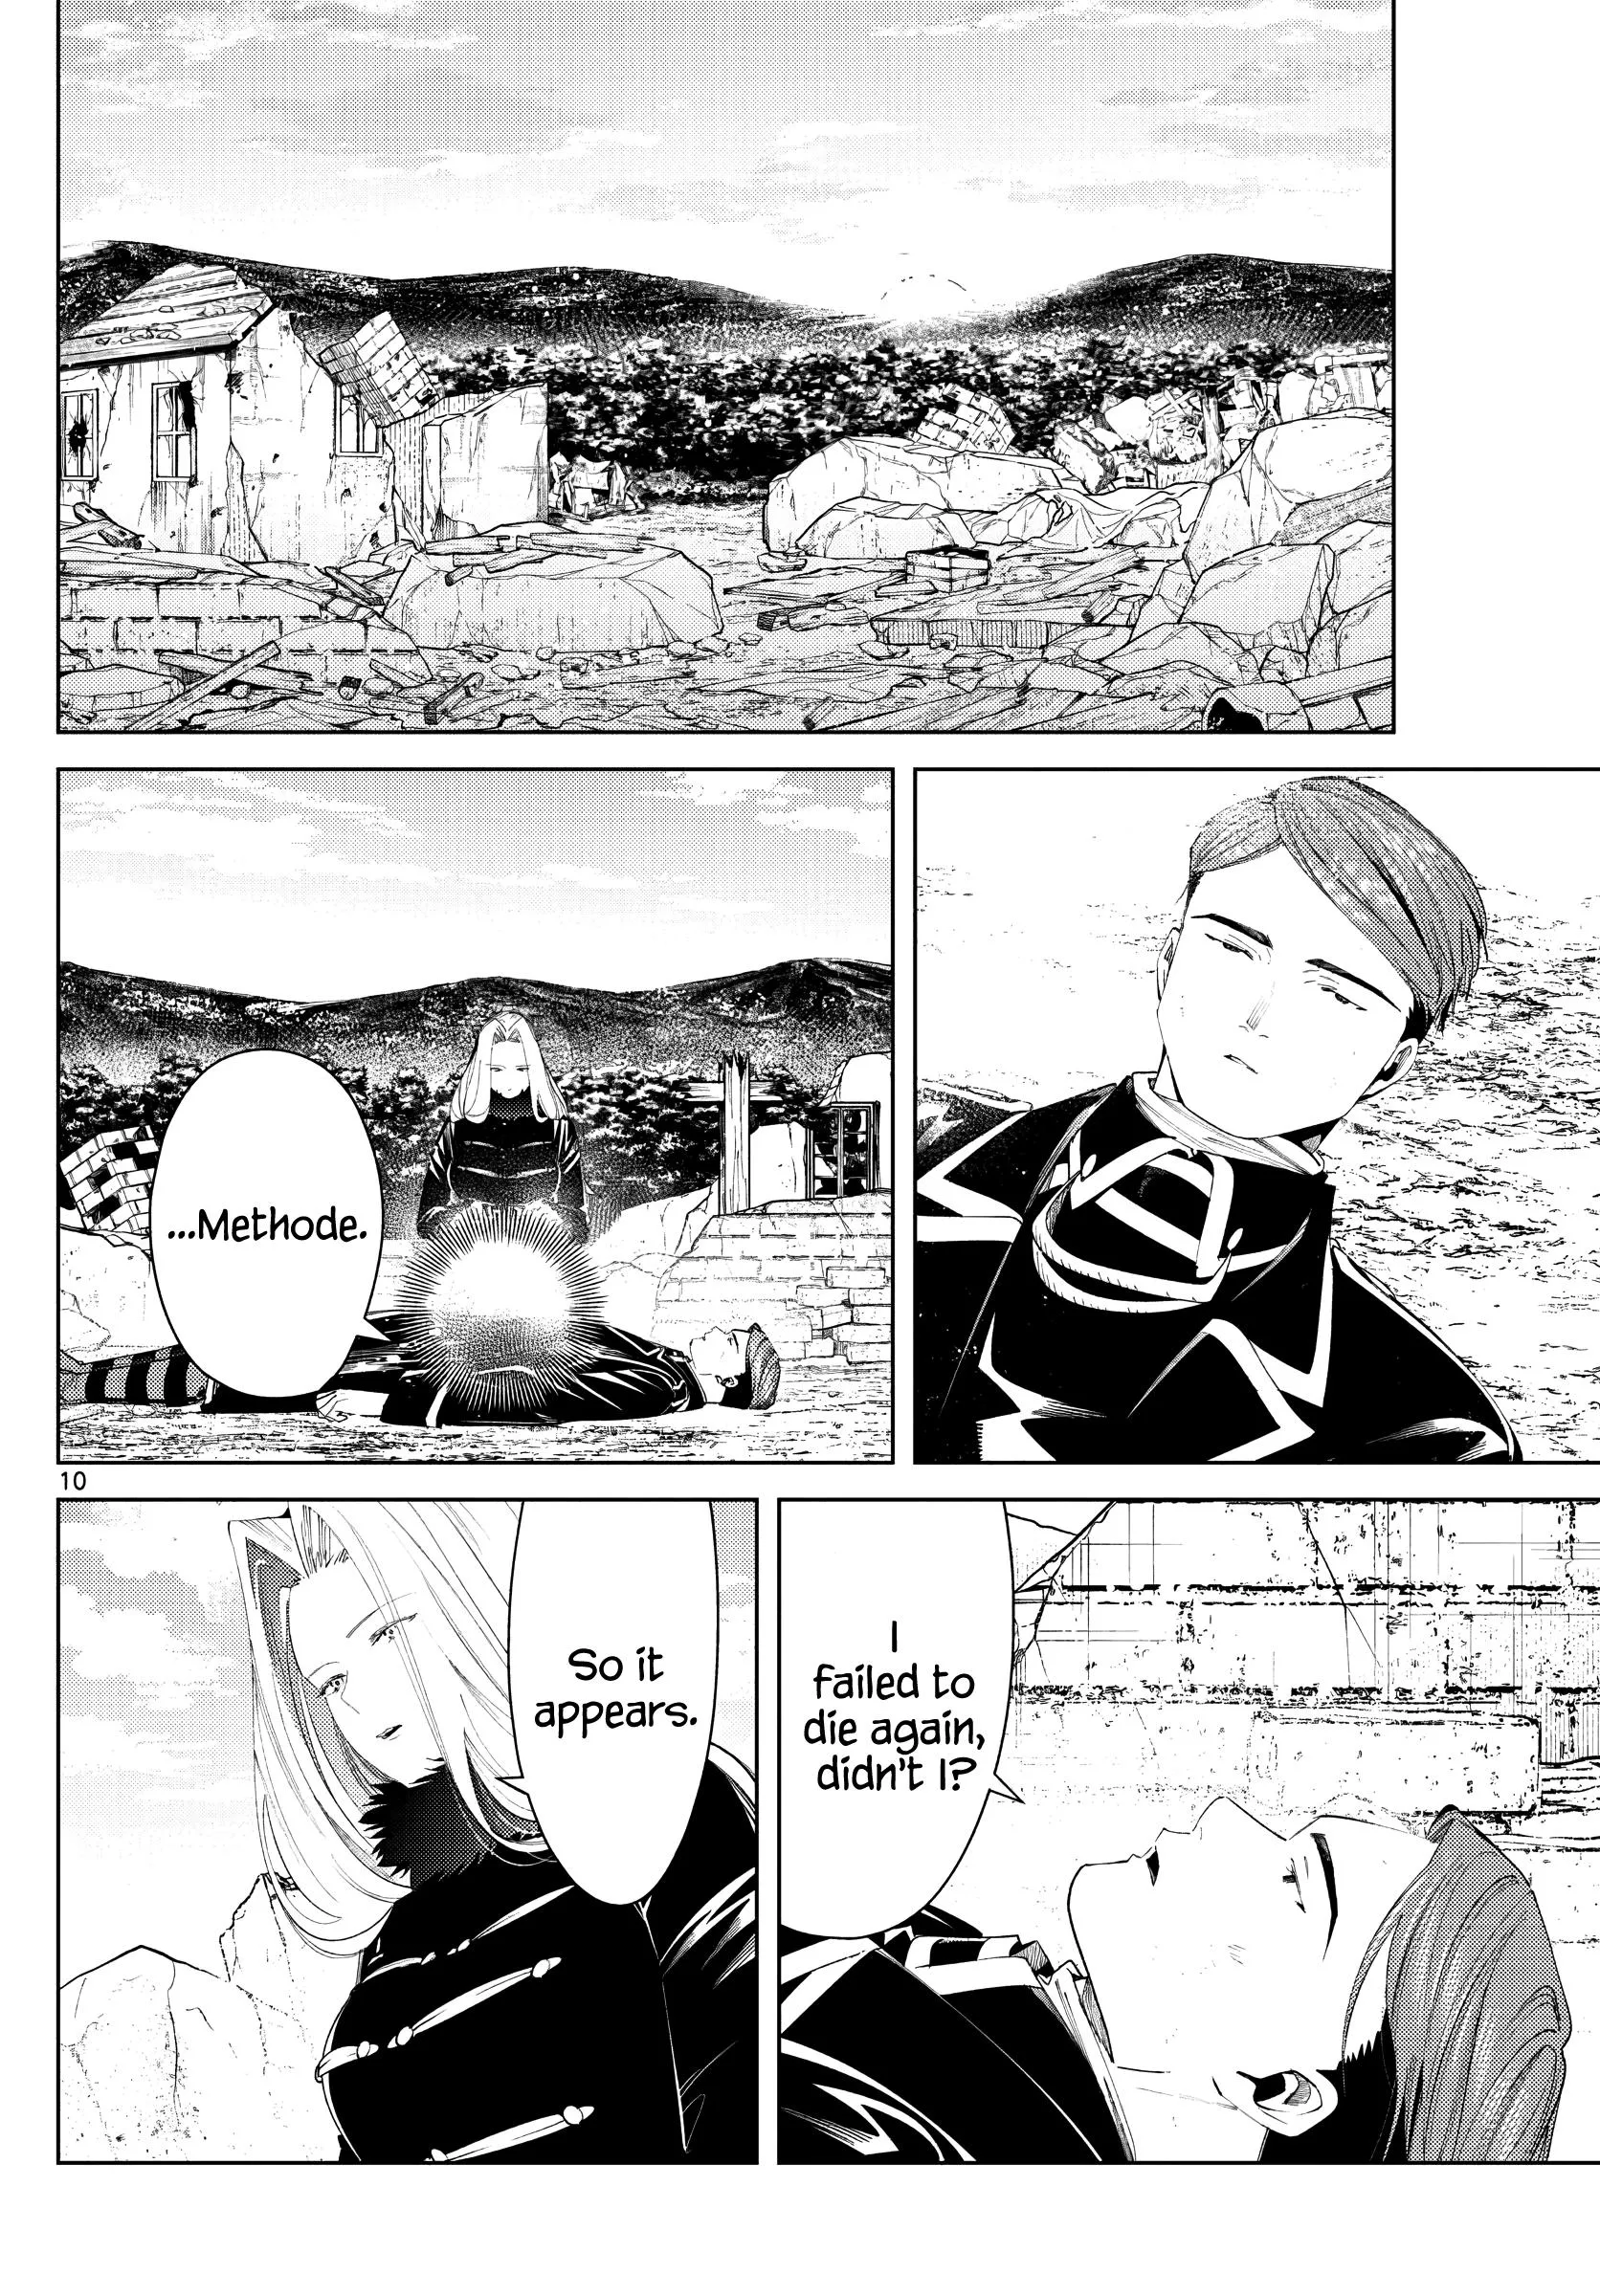 ...Methode.
10
I
failed to
die again,
didn't I?
So it
appears.